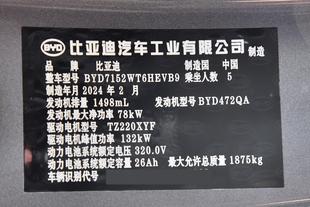 BYD 比亚迪汽车工业有限公司 制造
品牌 比亚迪 制造国 中国
整车型号 BYD7152WT6HEVB9 乘坐人数 5
制造年月 2024 年 2 月
发动机排量 1498mL 发动机型号 BYD472QA
发动机最大净功率 78kW
驱动电机型号 TZ220XYF
驱动电机峰值功率 132kW
动力电池系统额定电压 320.0V
动力电池系统额定容量 26Ah 最大允许总质量 1875kg
车辆识别代号